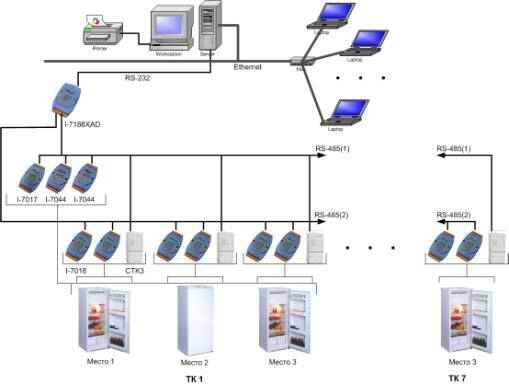 Printer
Workstation
Server
Laptop
Laptop
Hub
Laptop
Ethernet
RS-232
I-7188XAD
RS-485(1)
RS-485(1)
I-7017
I-7044
I-7044
RS-485(2)
RS-485(2)
I-7018
СТК3
Место 1
Место 2
Место 3
Место 3
ТК 1
ТК 7